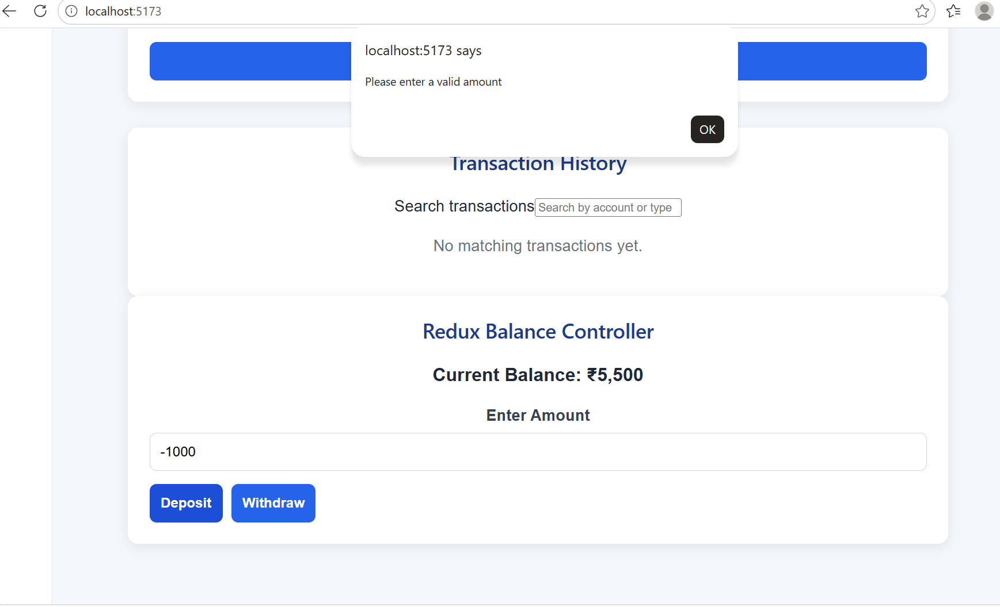 localhost:5173
localhost:5173 says
Please enter a valid amount
OK
Transaction History
Search transactions Search by account or type
No matching transactions yet.
Redux Balance Controller
Current Balance: ₹5,500
Enter Amount
-1000
Deposit Withdraw